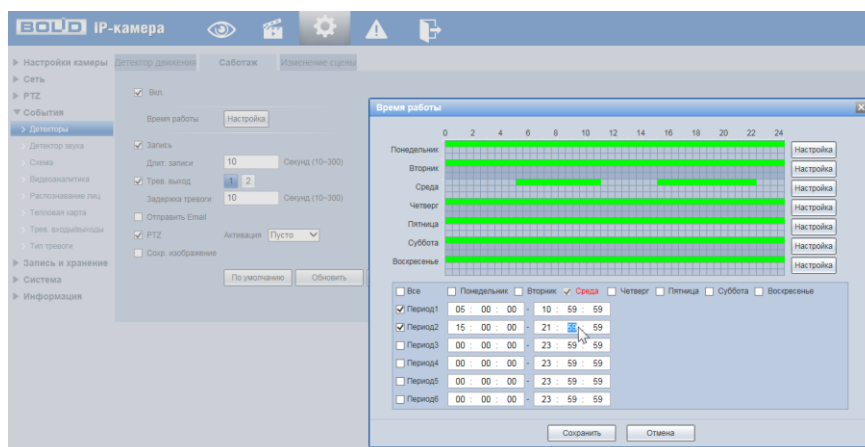 BOLID IP-камера
Настройки камеры
Сеть
PTZ
События
Детекторы
Детектор звука
Схема
Видеоаналитика
Распознавание лиц
Тепловая карта
Трев. входы/выходы
Тип тревоги
Запись и хранение
Система
Информация
Детектор движения Саботаж Изменение сцены
Вкл.
Время работы Настройка
Запись
Длит. записи 10 Секунд (10~300)
Трев. выход 1 2
Задержка тревоги 10 Секунд (10~300)
Отправить Email
PTZ Активация Пусто
Сохр. изображение
По умолчанию Обновить
Время работы
0 2 4 6 8 10 12 14 16 18 20 22 24
Понедельник Настройка
Вторник Настройка
Среда Настройка
Четверг Настройка
Пятница Настройка
Суббота Настройка
Воскресенье Настройка
Все Понедельник Вторник Среда Четверг Пятница Суббота Воскресенье
Период1 05 : 00 : 00 - 10 : 59 : 59
Период2 15 : 00 : 00 - 21 : 59 : 59
Период3 00 : 00 : 00 - 23 : 59 : 59
Период4 00 : 00 : 00 - 23 : 59 : 59
Период5 00 : 00 : 00 - 23 : 59 : 59
Период6 00 : 00 : 00 - 23 : 59 : 59
Сохранить Отмена